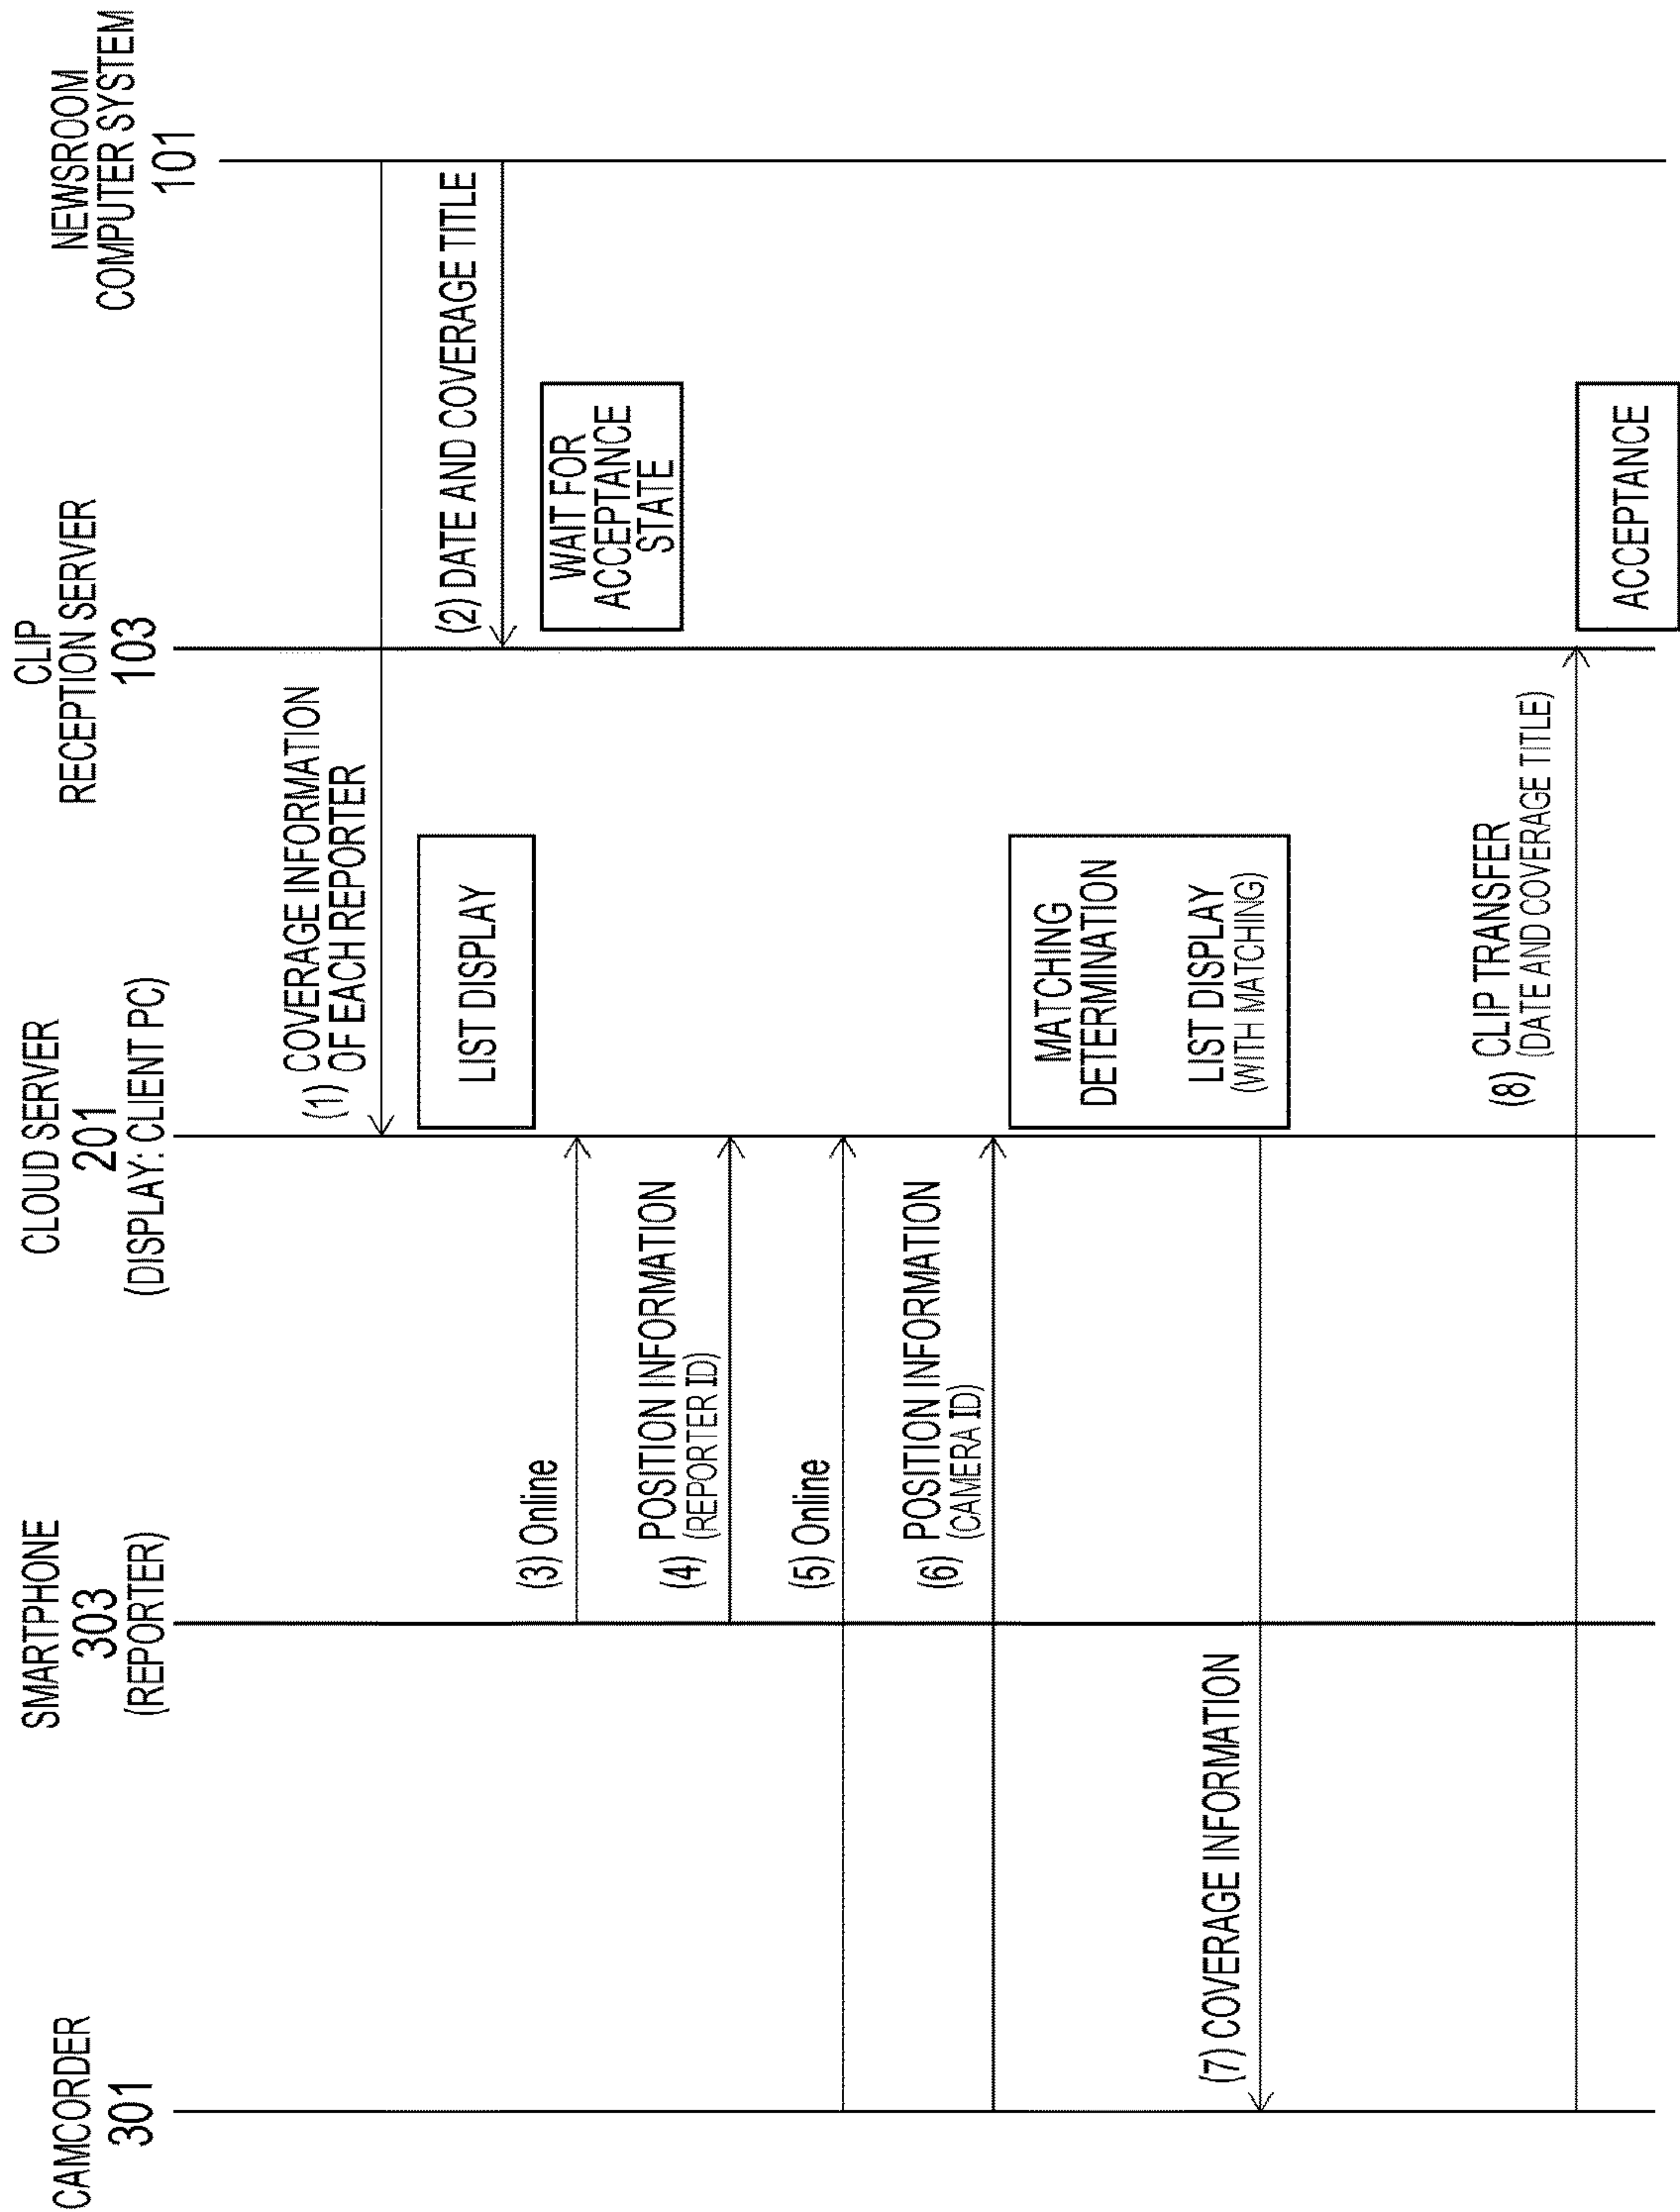 CAMCORDER
301
SMARTPHONE
303
(REPORTER)
CLOUD SERVER
201
(DISPLAY: CLIENT PC)
CLIP
RECEPTION SERVER
103
NEWSROOM
COMPUTER SYSTEM
101
(1) COVERAGE INFORMATION
OF EACH REPORTER
LIST DISPLAY
(2) DATE AND COVERAGE TITLE
WAIT FOR
ACCEPTANCE
STATE
(3) Online
(4) POSITION INFORMATION
(REPORTER ID)
(5) Online
(6) POSITION INFORMATION
(CAMERA ID)
MATCHING
DETERMINATION
LIST DISPLAY
(WITH MATCHING)
(7) COVERAGE INFORMATION
(8) CLIP TRANSFER
(DATE AND COVERAGE TITLE)
ACCEPTANCE